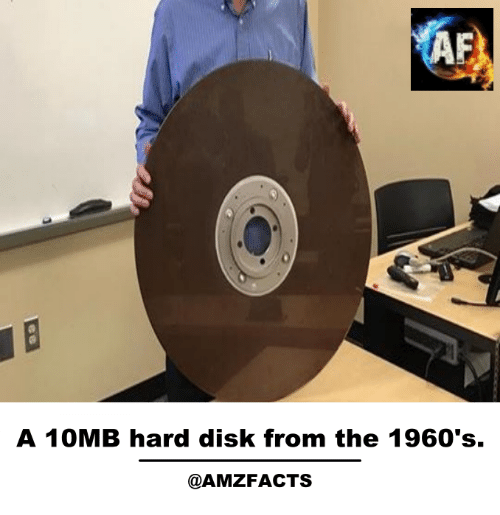 AF
A 10MB hard disk from the 1960's.
@AMZFACTS